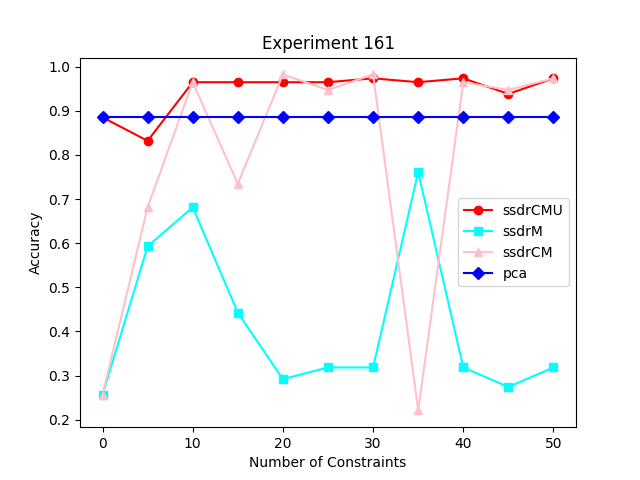 Experiment 161
Accuracy
1.0
0.9
0.8
0.7
0.6
0.5
0.4
0.3
0.2
ssdrCMU
ssdrM
ssdrCM
pca
0 10 20 30 40 50
Number of Constraints